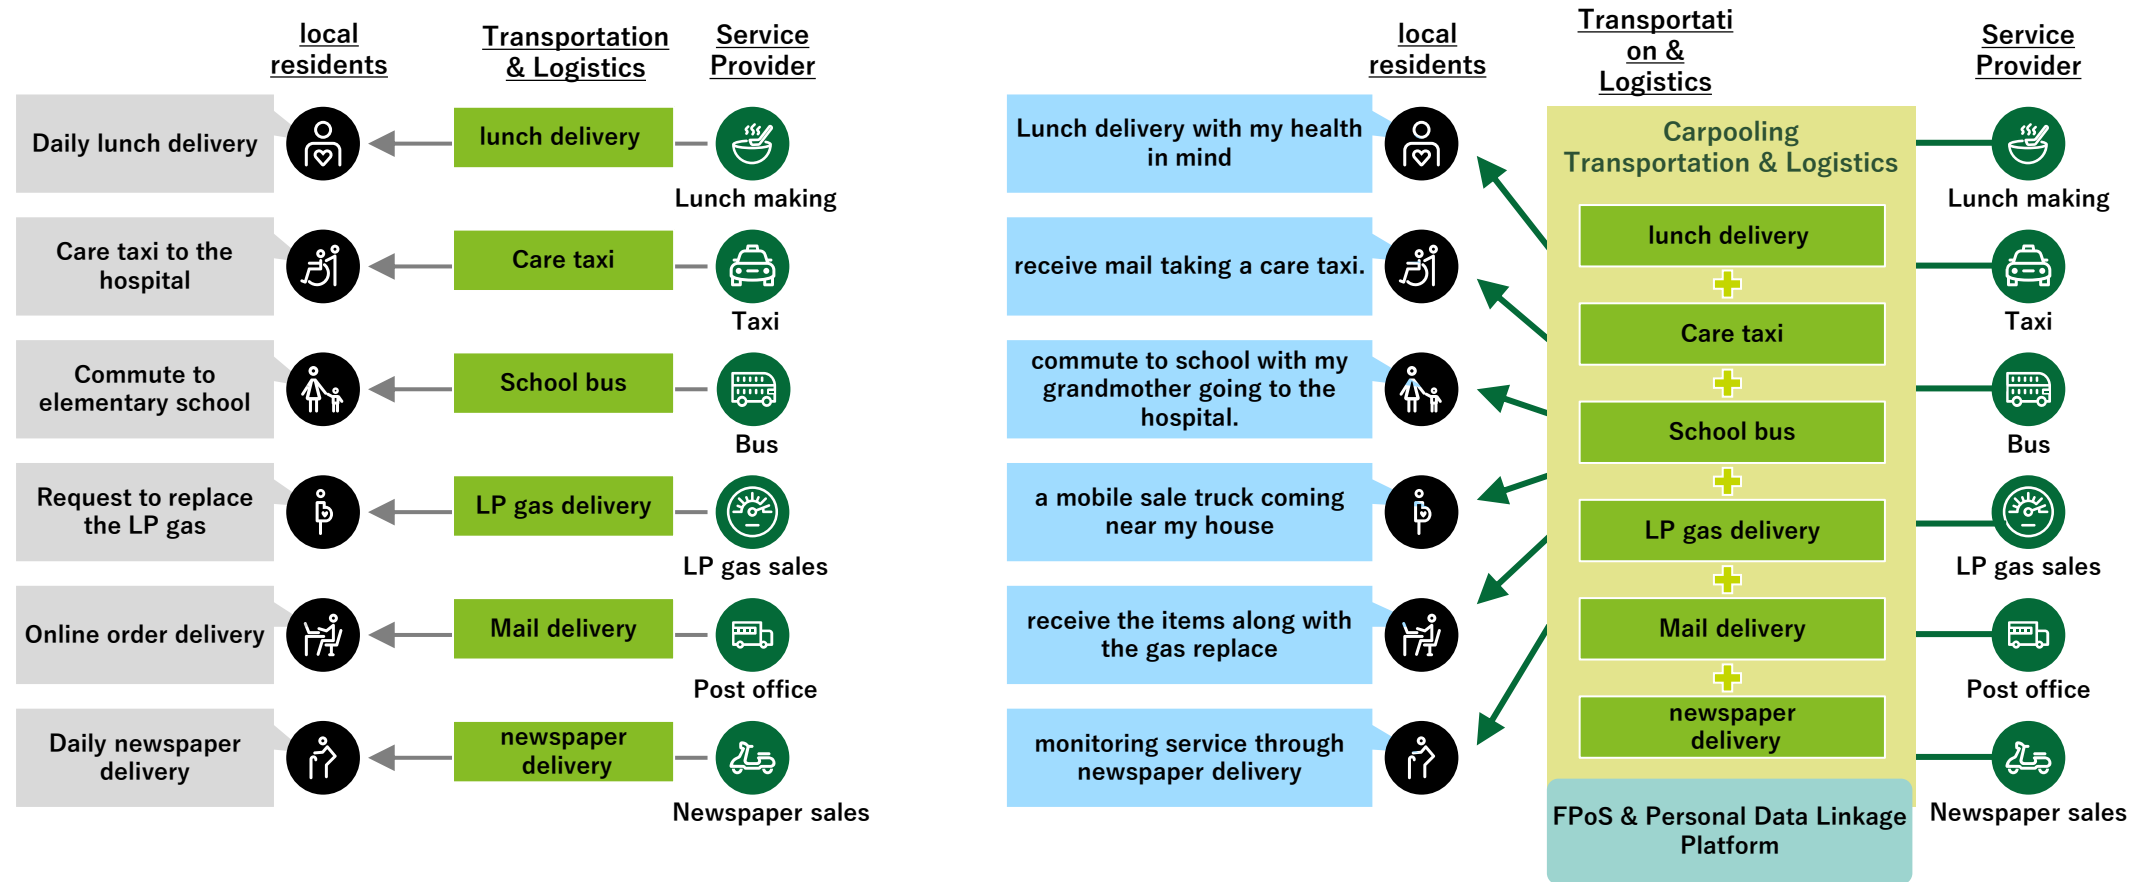 local
residents
Transportation
& Logistics
Service
Provider
Daily lunch delivery
lunch delivery
Lunch making
Care taxi to the
hospital
Care taxi
Taxi
Commute to
elementary school
School bus
Bus
Request to replace
the LP gas
LP gas delivery
LP gas sales
Online order delivery
Mail delivery
Post office
Daily newspaper
delivery
newspaper
delivery
Newspaper sales
local
residents
Transportati
on &
Logistics
Service
Provider
Lunch delivery with my health
in mind
receive mail taking a care taxi.
commute to school with my
grandmother going to the
hospital.
a mobile sale truck coming
near my house
receive the items along with
the gas replace
monitoring service through
newspaper delivery
Carpooling
Transportation & Logistics
lunch delivery
Care taxi
School bus
LP gas delivery
Mail delivery
newspaper
delivery
FPoS & Personal Data Linkage
Platform
Lunch making
Taxi
Bus
LP gas sales
Post office
Newspaper sales